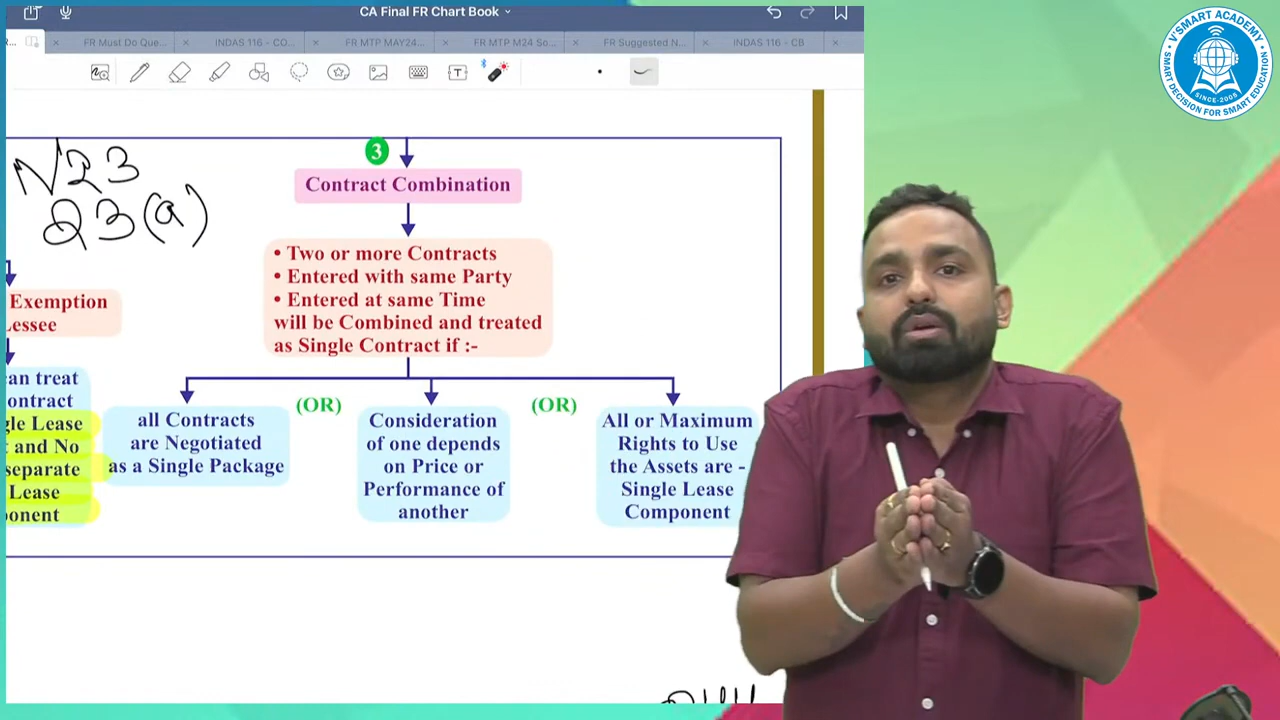 CA Final FR Chart Book
FR Must Do Que...
INDAS 116 - CO...
FR MTP MAY24...
FR MTP M24 So...
FR Suggested N...
INDAS 116 - CB
N23
Q3(a)
3
Contract Combination
• Two or more Contracts
• Entered with same Party
• Entered at same Time
will be Combined and treated
as Single Contract if :-
Exemption
Lessee
can treat
ontract
gle Lease
t and No
separate
Lease
ponent
all Contracts
are Negotiated
as a Single Package
(OR)
Consideration
of one depends
on Price or
Performance of
another
(OR)
All or Maximum
Rights to Use
the Assets are -
Single Lease
Component
V'SMART ACADEMY
SINCE-2008
SMART DECISION FOR SMART EDUCATION